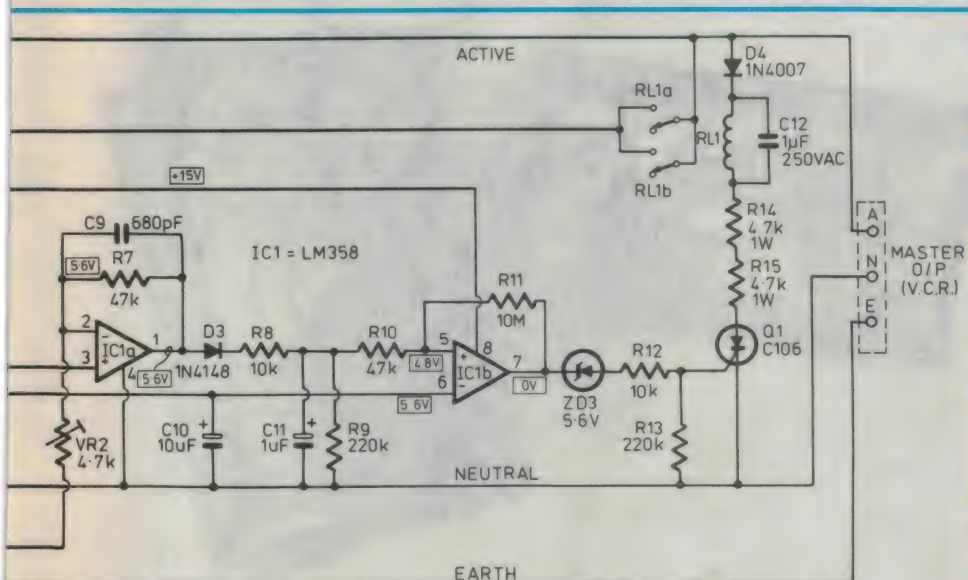 ACTIVE
D4
1N4007
RL1a
RL1
C12
1µF
250VAC
RL1b
+15V
C9
680pF
IC1 = LM358
R14
4.7k
1W
A
5·6V
R7
47k
R11
10M
R15
4.7k
1W
N
MASTER
O/P
(V.C.R.)
E
2
3
IC1a
1
4
5·6V
D3
1N4148
R8
10k
R10
47k
4.8V
5
6
IC1b
8
7
0V
5.6V
ZD3
5·6V
R12
10k
Q1
C106
VR2
4·7k
C10
10uF
C11
1uF
R9
220k
R13
220k
NEUTRAL
EARTH